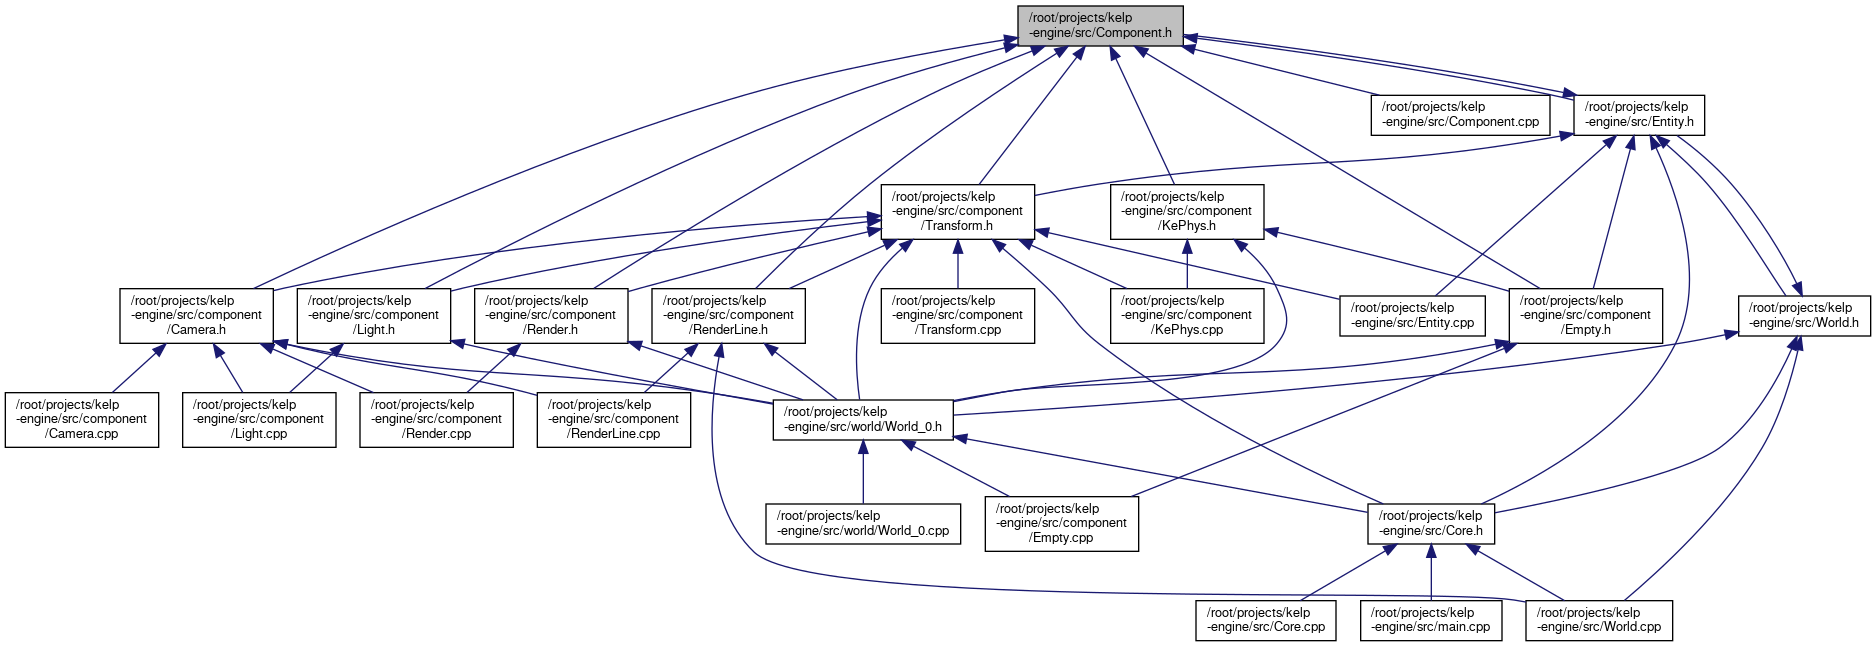 /root/projects/kelp
-engine/src/Component.h
/root/projects/kelp
-engine/src/Component.cpp
/root/projects/kelp
-engine/src/Entity.h
/root/projects/kelp
-engine/src/component
/Transform.h
/root/projects/kelp
-engine/src/component
/KePhys.h
/root/projects/kelp
-engine/src/component
/Camera.h
/root/projects/kelp
-engine/src/component
/Light.h
/root/projects/kelp
-engine/src/component
/Render.h
/root/projects/kelp
-engine/src/component
/RenderLine.h
/root/projects/kelp
-engine/src/component
/Transform.cpp
/root/projects/kelp
-engine/src/component
/KePhys.cpp
/root/projects/kelp
-engine/src/Entity.cpp
/root/projects/kelp
-engine/src/component
/Empty.h
/root/projects/kelp
-engine/src/World.h
/root/projects/kelp
-engine/src/component
/Camera.cpp
/root/projects/kelp
-engine/src/component
/Light.cpp
/root/projects/kelp
-engine/src/component
/Render.cpp
/root/projects/kelp
-engine/src/component
/RenderLine.cpp
/root/projects/kelp
-engine/src/world/World_0.h
/root/projects/kelp
-engine/src/world/World_0.cpp
/root/projects/kelp
-engine/src/component
/Empty.cpp
/root/projects/kelp
-engine/src/Core.h
/root/projects/kelp
-engine/src/Core.cpp
/root/projects/kelp
-engine/src/main.cpp
/root/projects/kelp
-engine/src/World.cpp